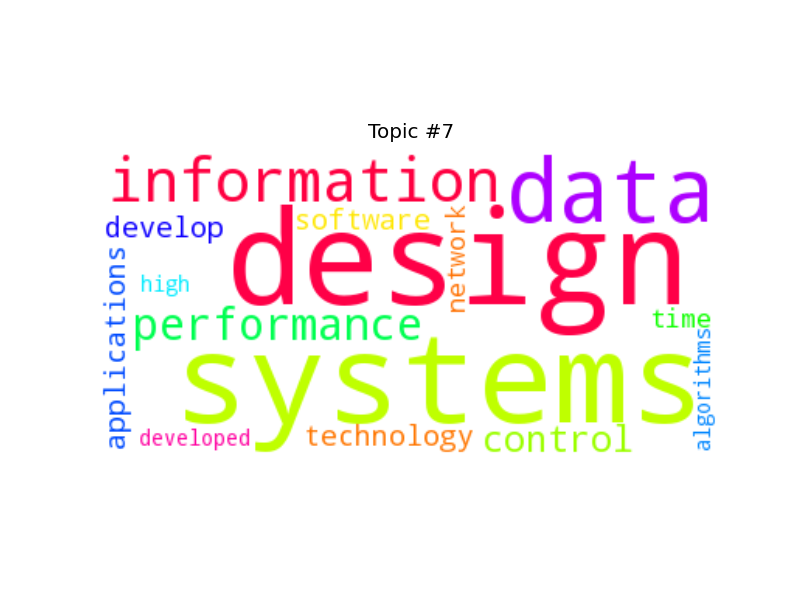 Topic #7
information
data
develop
software
network
design
applications
high
performance
time
systems
algorithms
developed
technology
control